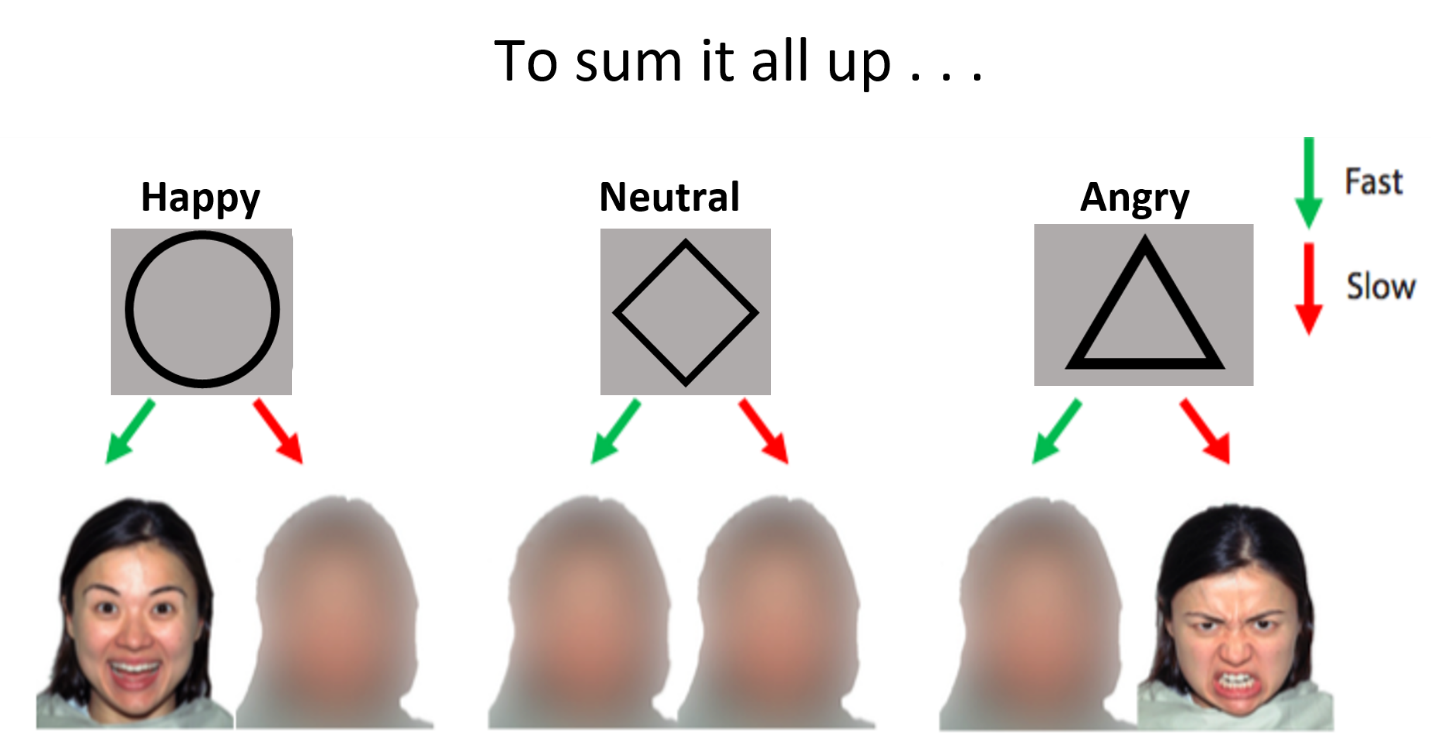 To sum it all up . . .
Happy
Neutral
Angry
Fast
Slow